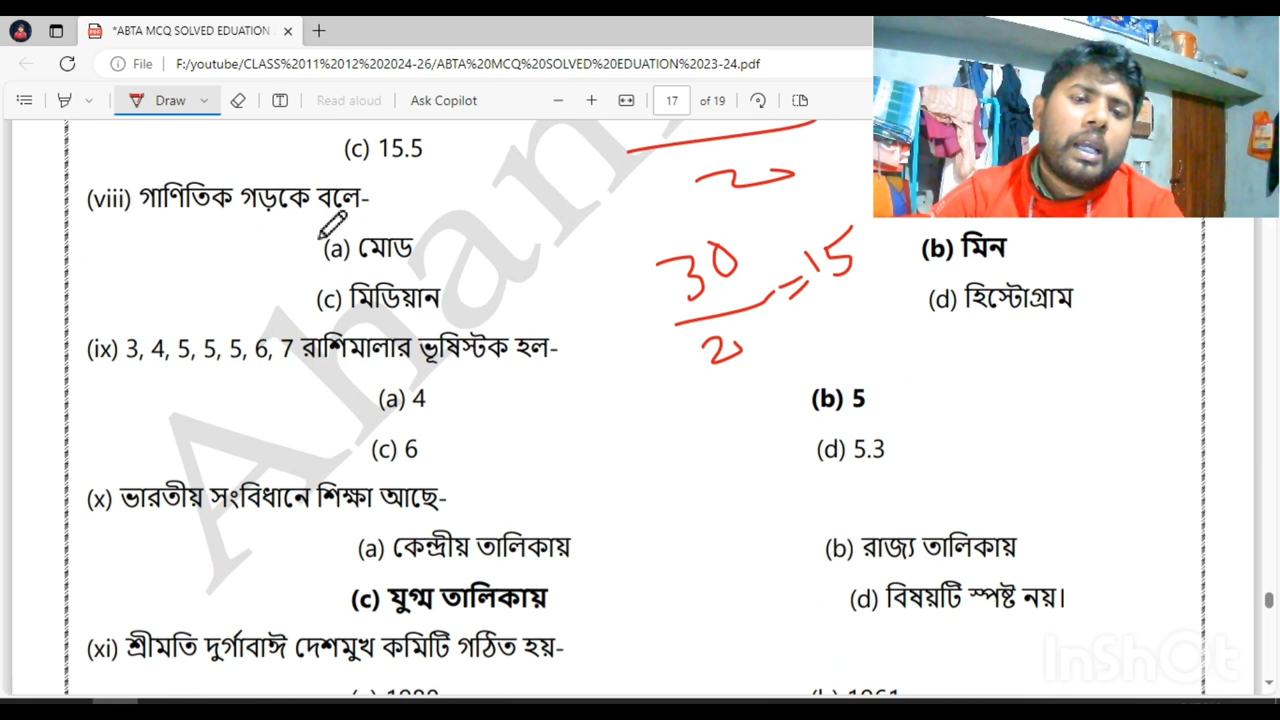 *ABTA MCQ SOLVED EDUATION
File F:/youtube/CLASS%2011%2012%202024-26/ABTA%20MCQ%20SOLVED%20EDUATION%2023-24.pdf
Draw Read aloud Ask Copilot 17 of 19
(c) 15.5
2
(viii) গাণিতিক গড়কে বলে-
(a) মোড (b) মিন
30/2 = 15
(c) মিডিয়ান (d) হিস্টোগ্রাম
(ix) 3, 4, 5, 5, 5, 6, 7 রাশিমালার ভূষিস্টক হল-
(a) 4 (b) 5
(c) 6 (d) 5.3
(x) ভারতীয় সংবিধানে শিক্ষা আছে-
(a) কেন্দ্রীয় তালিকায় (b) রাজ্য তালিকায়
(c) যুগ্ম তালিকায় (d) বিষয়টি স্পষ্ট নয়।
(xi) শ্রীমতি দুর্গাবাঈ দেশমুখ কমিটি গঠিত হয়-
InShOt